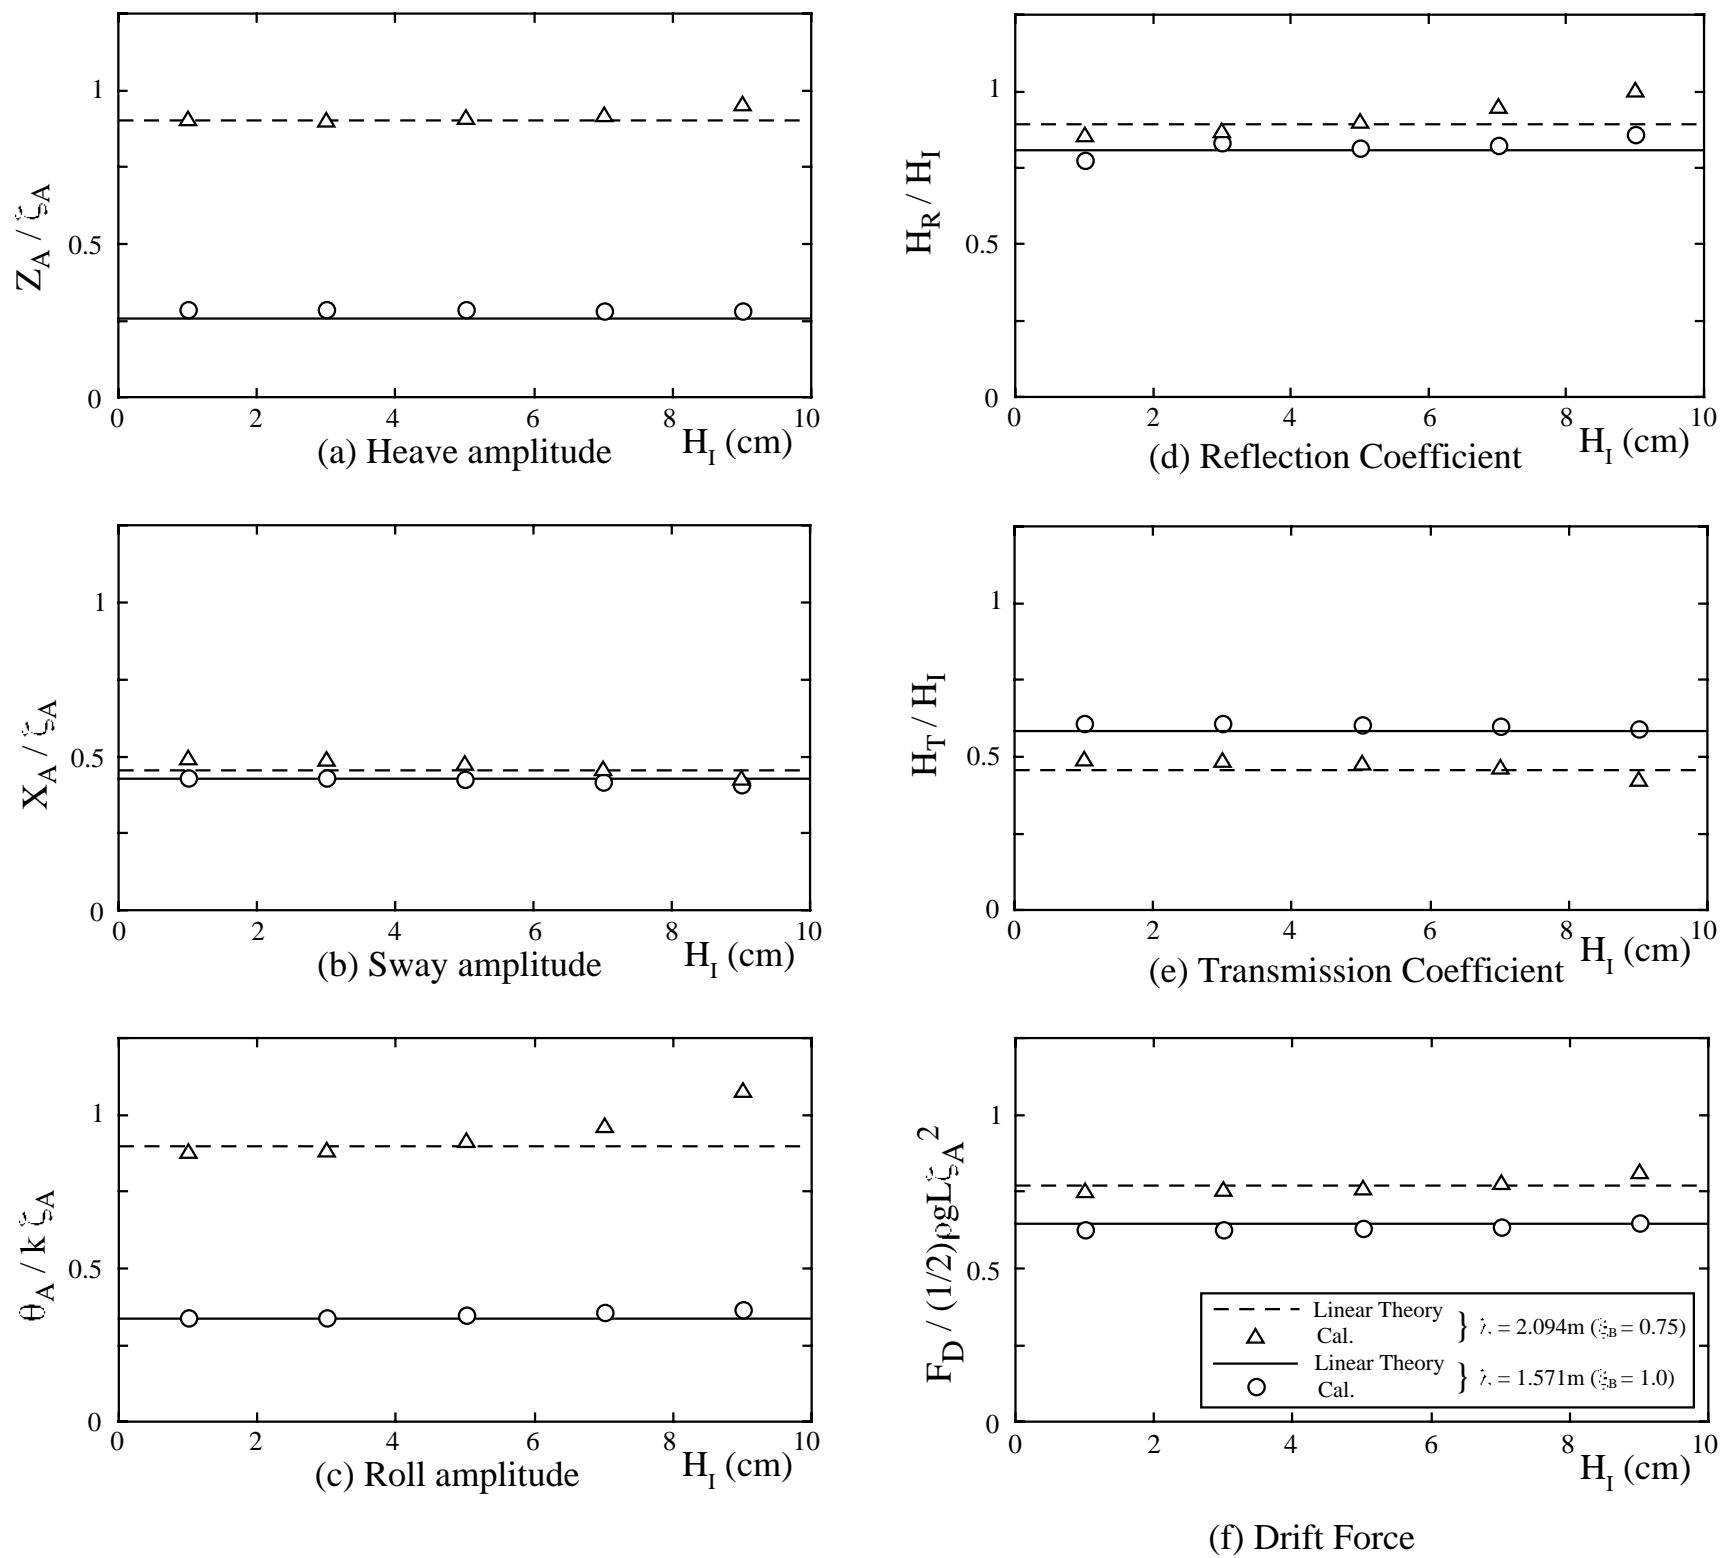 1
0.5
0
Z_A / ζ_A
0 2 4 6 8 10
H_I (cm)
(a) Heave amplitude
1
0.5
0
H_R / H_I
0 2 4 6 8 10
H_I (cm)
(d) Reflection Coefficient
1
0.5
0
X_A / ζ_A
0 2 4 6 8 10
H_I (cm)
(b) Sway amplitude
1
0.5
0
H_T / H_I
0 2 4 6 8 10
H_I (cm)
(e) Transmission Coefficient
1
0.5
0
θ_A / k ζ_A
0 2 4 6 8 10
H_I (cm)
(c) Roll amplitude
1
0.5
0
F_D / (1/2)ρgLζ_A²
Linear Theory
Cal.
} λ = 2.094m (ξ_B = 0.75)
Linear Theory
Cal.
} λ = 1.571m (ξ_B = 1.0)
0 2 4 6 8 10
H_I (cm)
(f) Drift Force